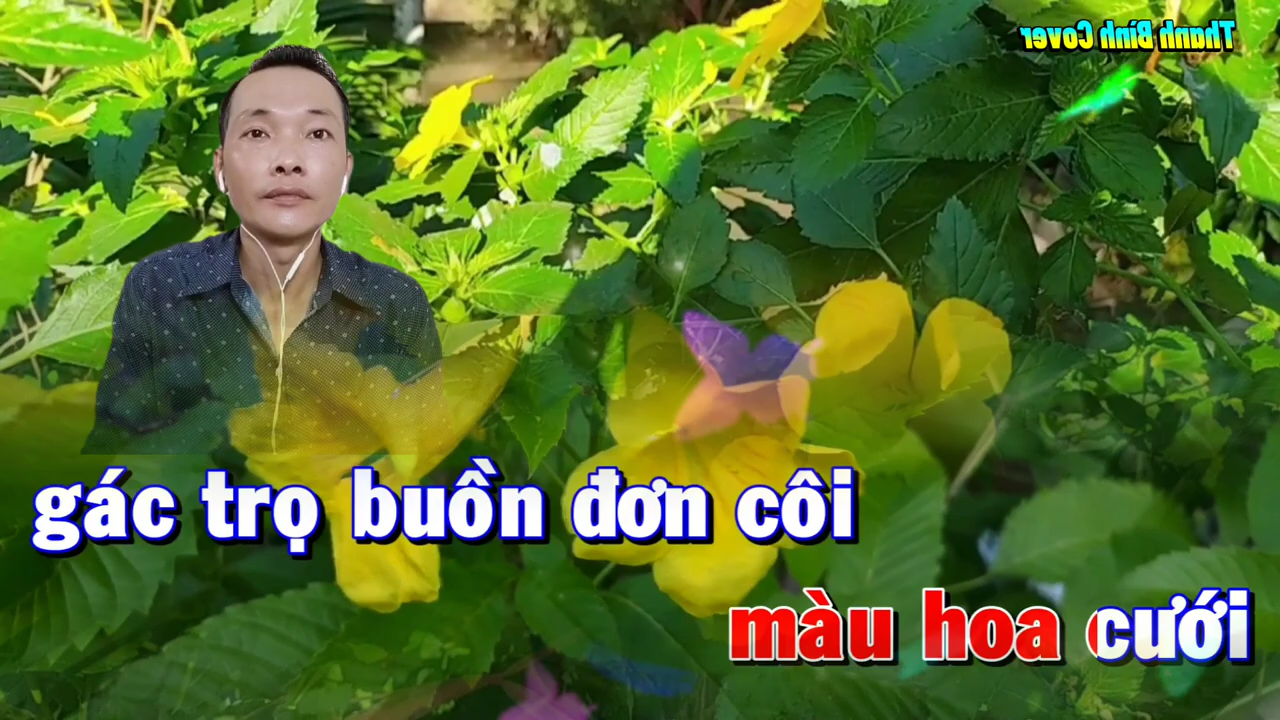 Thanh Bình Cover
gác trọ buồn đơn côi
màu hoa cưới